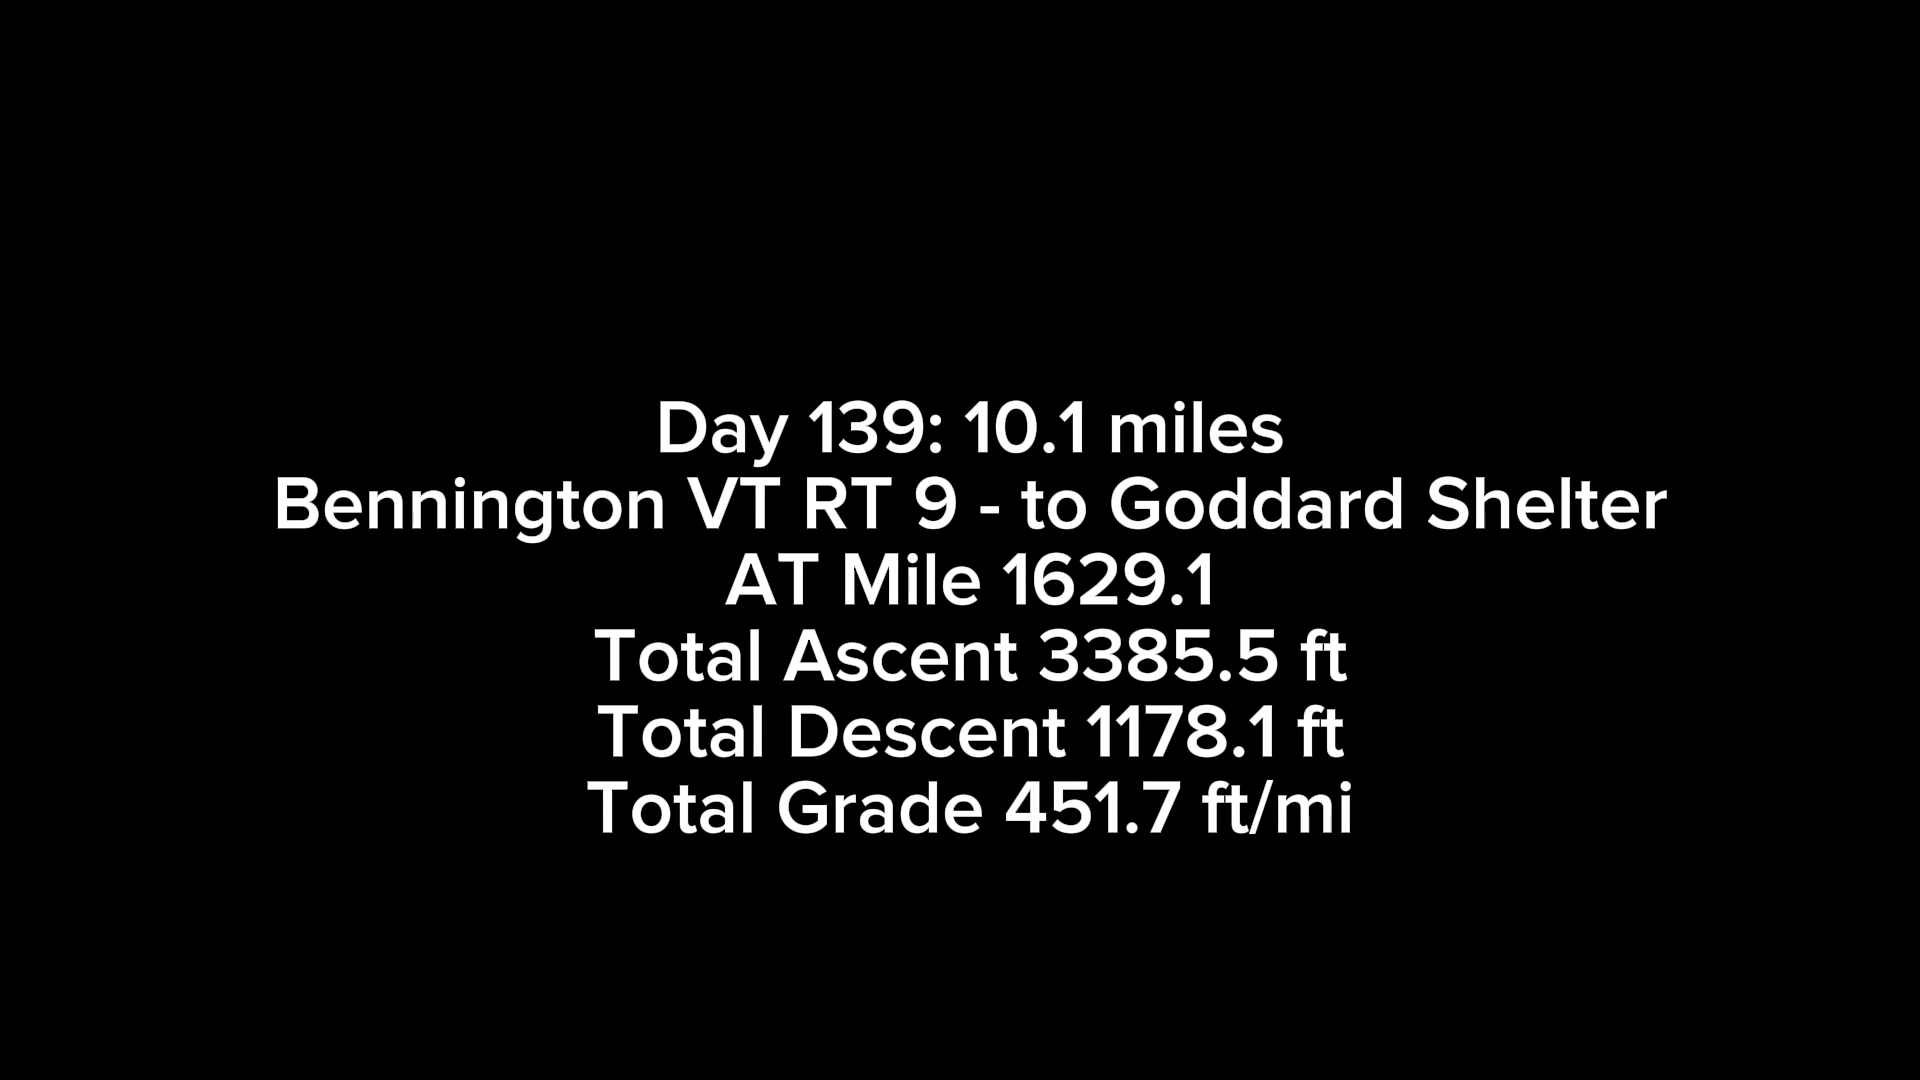 Day 139: 10.1 miles
Bennington VT RT 9 - to Goddard Shelter
AT Mile 1629.1
Total Ascent 3385.5 ft
Total Descent 1178.1 ft
Total Grade 451.7 ft/mi